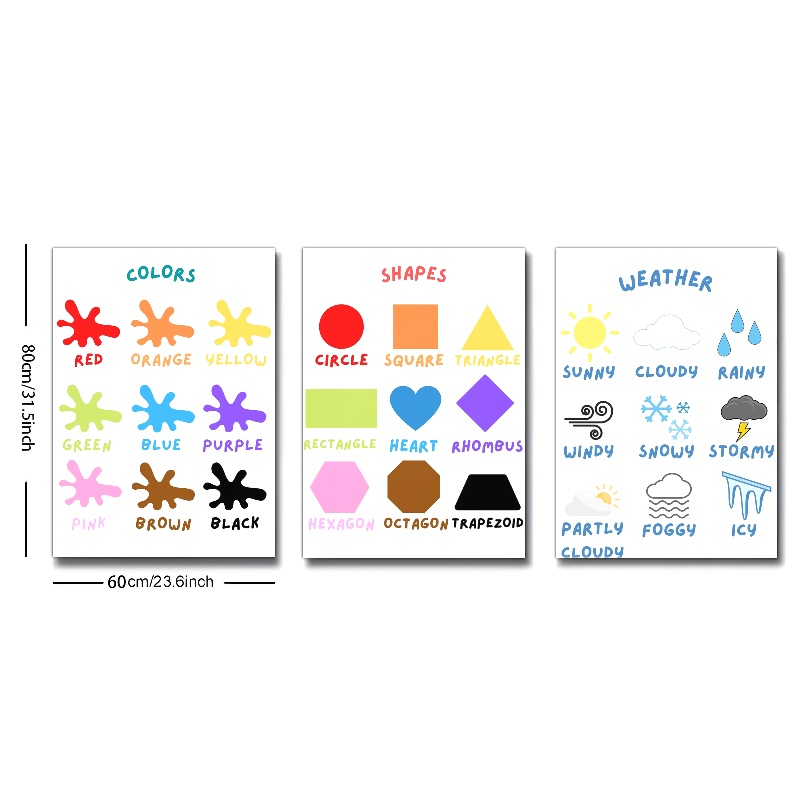 80cm/31.5inch
COLORS
RED ORANGE YELLOW
GREEN BLUE PURPLE
PINK BROWN BLACK
60cm/23.6inch
SHAPES
CIRCLE SQUARE TRIANGLE
RECTANGLE HEART RHOMBUS
HEXAGON OCTAGON TRAPEZOID
WEATHER
SUNNY CLOUDY RAINY
WINDY SNOWY STORMY
PARTLY FOGGY ICY
CLOUDY